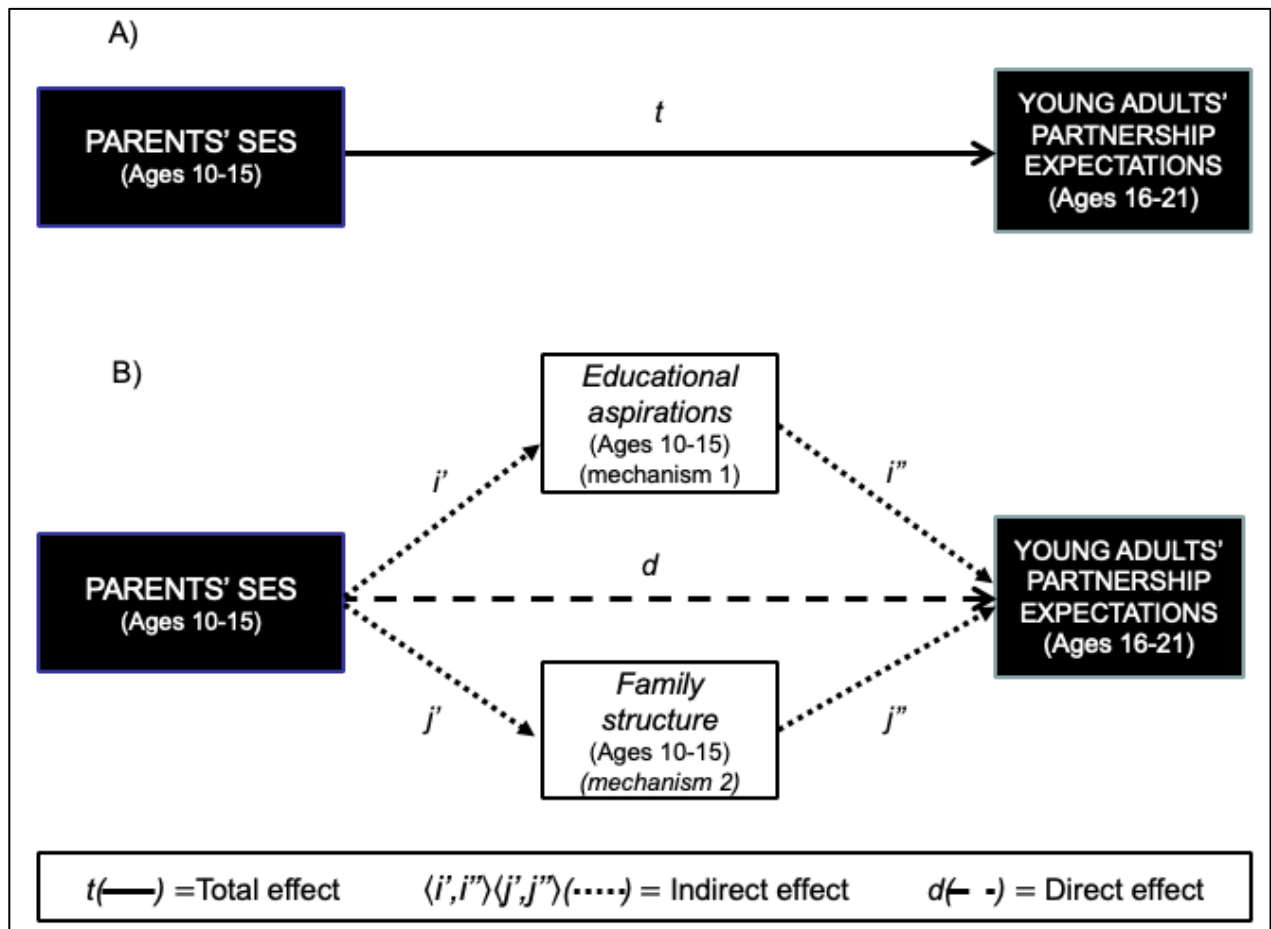 A)
PARENTS’ SES
(Ages 10-15)
t
YOUNG ADULTS’
PARTNERSHIP
EXPECTATIONS
(Ages 16-21)
B)
Educational
aspirations
(Ages 10-15)
(mechanism 1)
i’
i”
PARENTS’ SES
(Ages 10-15)
d
YOUNG ADULTS’
PARTNERSHIP
EXPECTATIONS
(Ages 16-21)
j’
j”
Family
structure
(Ages 10-15)
(mechanism 2)
t(——) =Total effect
⟨i’,i”⟩⟨j’,j”⟩(·····) = Indirect effect
d(– –) = Direct effect